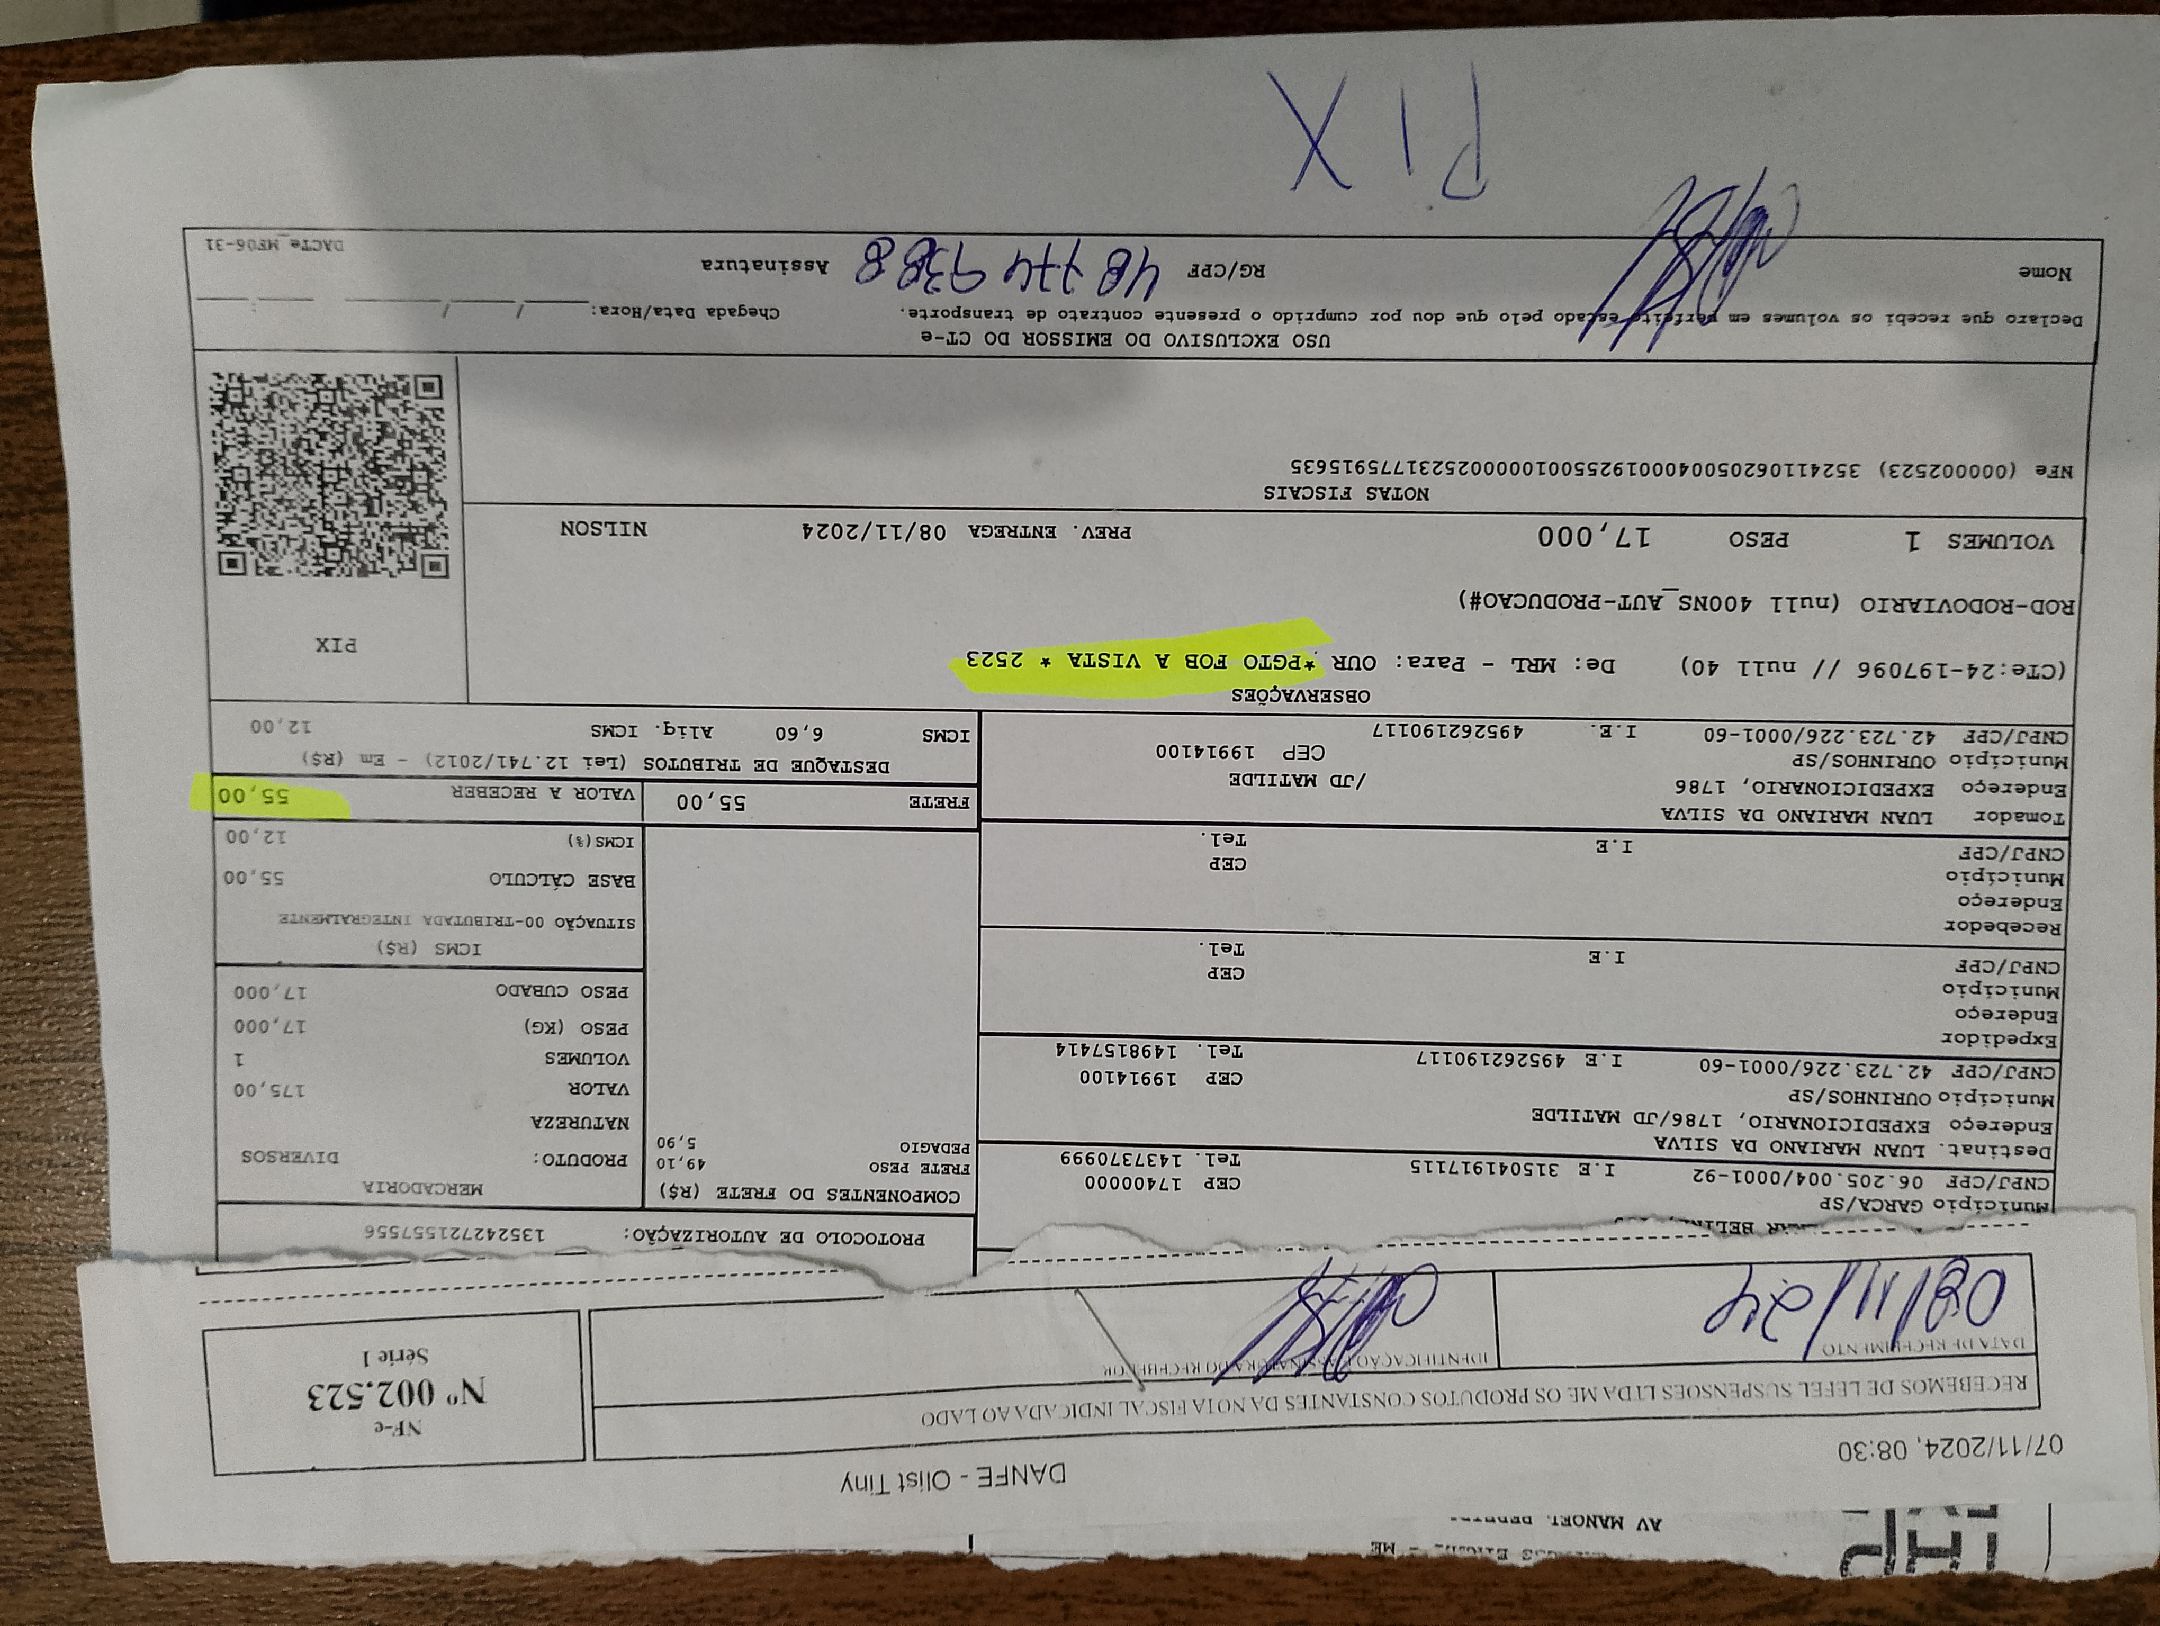 AV MANOEL
07/11/2024, 08:30
DANFE - Olist Tiny
RECEBEMOS DE LEFEL SUSPENSOES LTDA ME OS PRODUTOS CONSTANTES DA NOTA FISCAL INDICADA AO LADO
NF-e
Nº 002.523
Série 1
DATA DE RECEBIMENTO
IDENTIFICAÇÃO E ASSINATURA DO RECEBEDOR
08/11/24
PROTOCOLO DE AUTORIZAÇÃO: 135242721557556
Município GARCA/SP
CNPJ/CPF 06.205.004/0001-92 I.E 315041917115
CEP 17400000
Tel. 1437370999
Destinat. LUAN MARIANO DA SILVA
Endereço EXPEDICIONARIO, 1786/JD MATILDE
Município OURINHOS/SP
CNPJ/CPF 42.723.226/0001-60 I.E 495262190117
CEP 19914100
Tel. 1498157414
Expedidor
Endereço
Município
CNPJ/CPF I.E
CEP
Tel.
Recebedor
Endereço
Município
CNPJ/CPF I.E
CEP
Tel.
Tomador LUAN MARIANO DA SILVA
Endereço EXPEDICIONARIO, 1786 /JD MATILDE
Município OURINHOS/SP CEP 19914100
CNPJ/CPF 42.723.226/0001-60 I.E. 495262190117
COMPONENTES DO FRETE (R$)
FRETE PESO 49,10
PEDAGIO 5,90
FRETE 55,00
MERCADORIA
PRODUTO: DIVERSOS
NATUREZA
VALOR 175,00
VOLUMES 1
PESO (KG) 17,000
PESO CUBADO 17,000
ICMS (R$)
SITUAÇÃO 00-TRIBUTADA INTEGRALMENTE
BASE CÁLCULO 55,00
ICMS(%) 12,00
VALOR A RECEBER 55,00
DESTAQUE DE TRIBUTOS (Lei 12.741/2012) - Em (R$)
ICMS 6,60 Aliq. ICMS 12,00
OBSERVAÇÕES
(CTe:24-197096 // null 40) De: MRL - Para: OUR *PGTO FOB A VISTA * 2523
ROD-RODOVIARIO (null 400NS_AUT-PRODUCAO#)
PIX
VOLUMES 1 PESO 17,000 PREV. ENTREGA 08/11/2024 NILSON
NOTAS FISCAIS
NFe (000002523) 35241106205004000192550010000025231775915635
USO EXCLUSIVO DO EMISSOR DO CT-e
Declaro que recebi os volumes em perfeito estado pelo que dou por cumprido o presente contrato de transporte. Chegada Data/Hora: ____/____/____ ____:____
Nome RG/CPF 48 774 938 8 Assinatura
DACTe_MF06-31
PIX